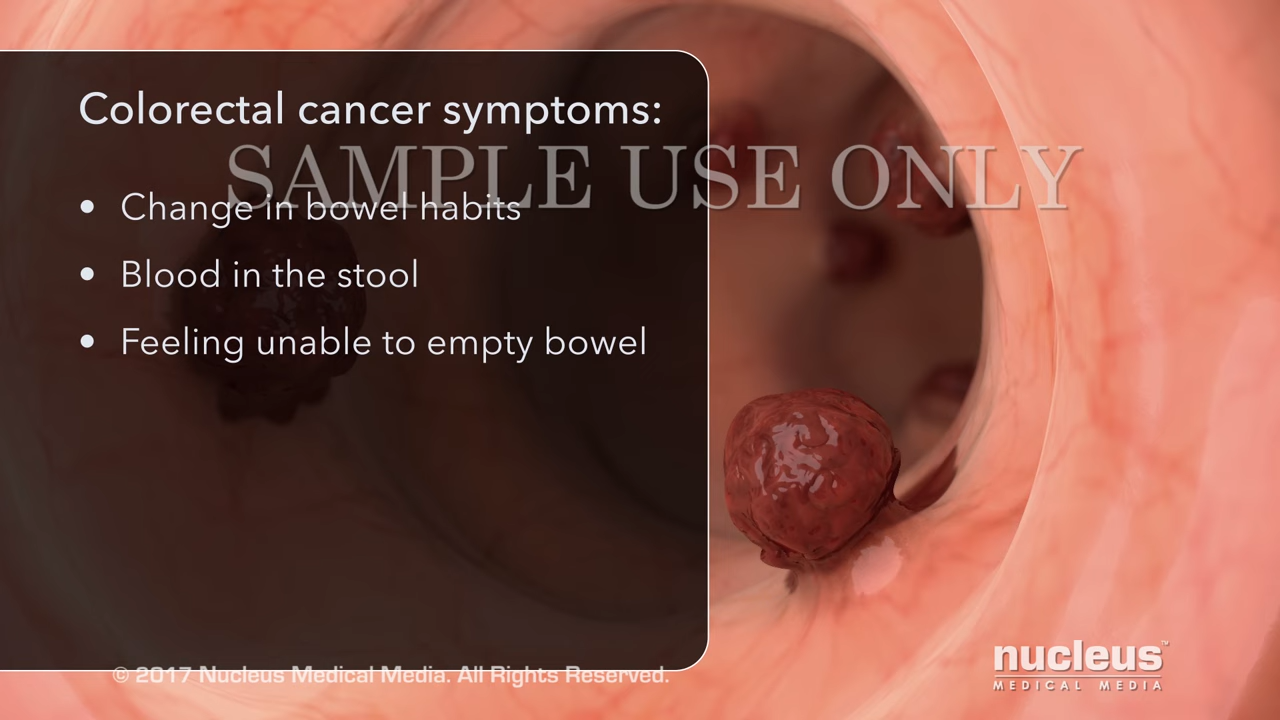 Colorectal cancer symptoms:
SAMPLE USE ONLY
• Change in bowel habits
• Blood in the stool
• Feeling unable to empty bowel
© 2017 Nucleus Medical Media. All Rights Reserved.
nucleus™
MEDICAL MEDIA